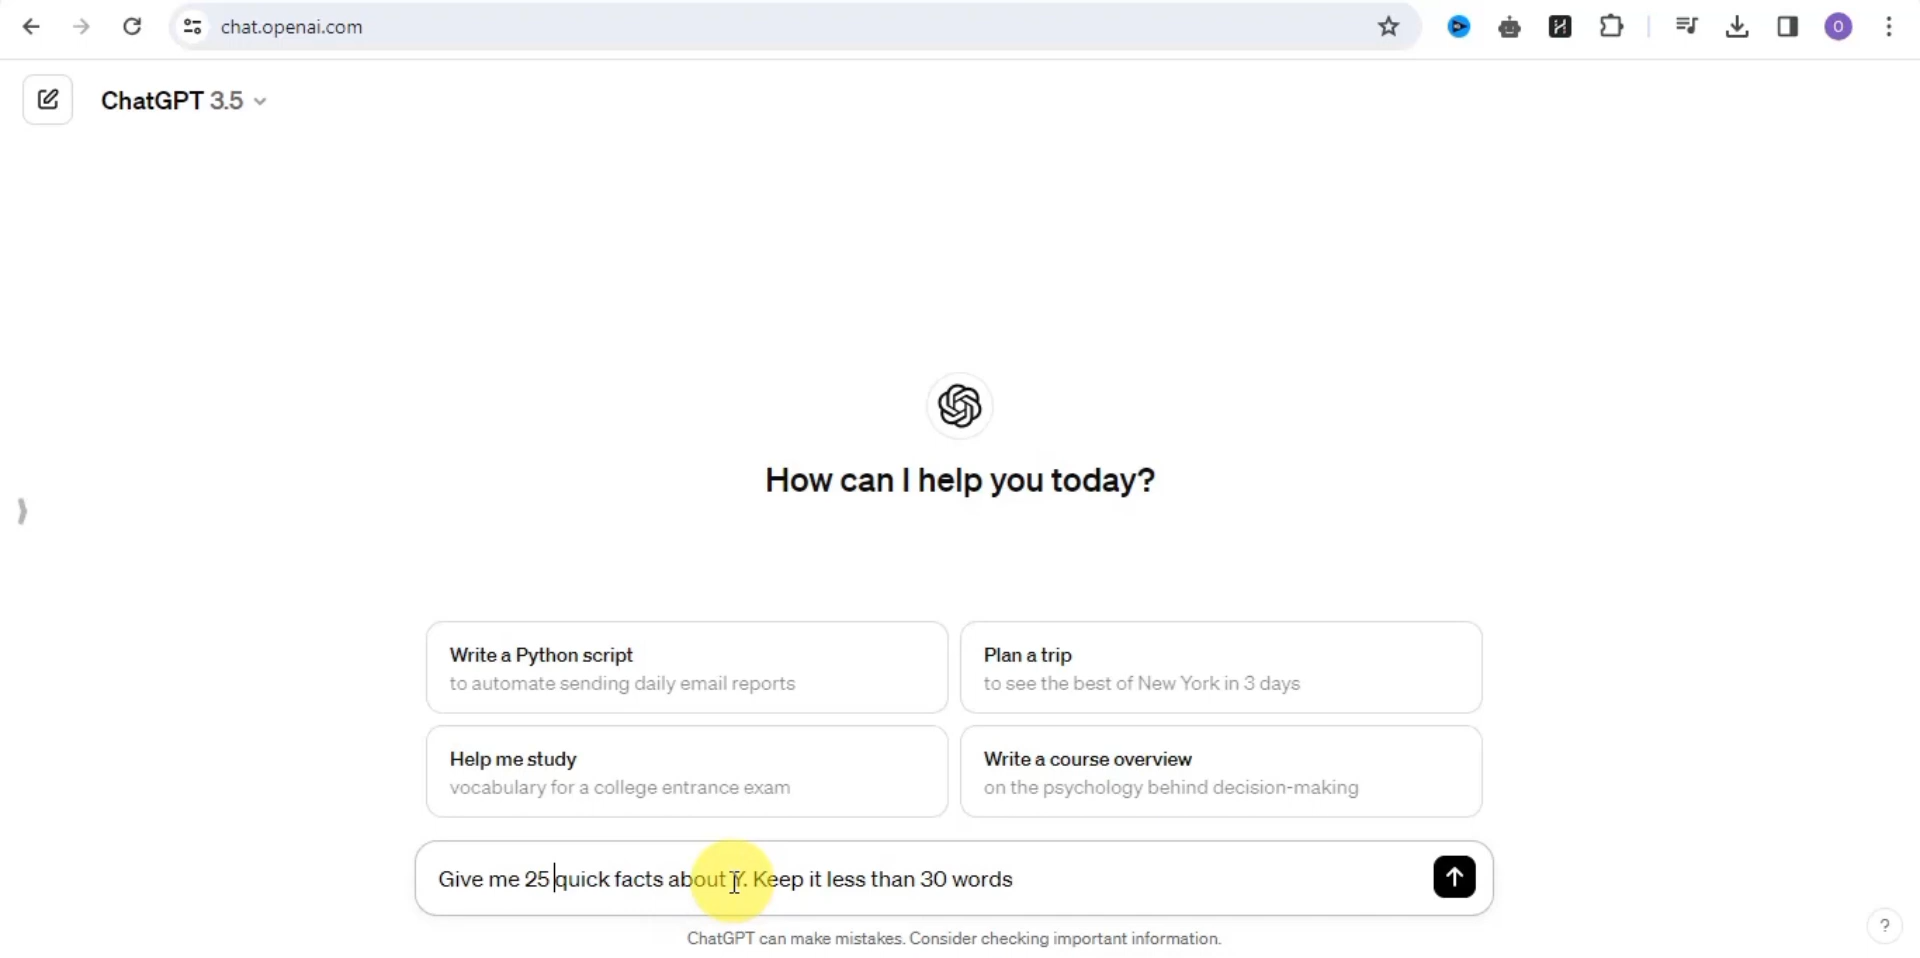 chat.openai.com
O
ChatGPT 3.5
How can I help you today?
Write a Python script
to automate sending daily email reports
Plan a trip
to see the best of New York in 3 days
Help me study
vocabulary for a college entrance exam
Write a course overview
on the psychology behind decision-making
Give me 25 quick facts about Y. Keep it less than 30 words
ChatGPT can make mistakes. Consider checking important information.
?